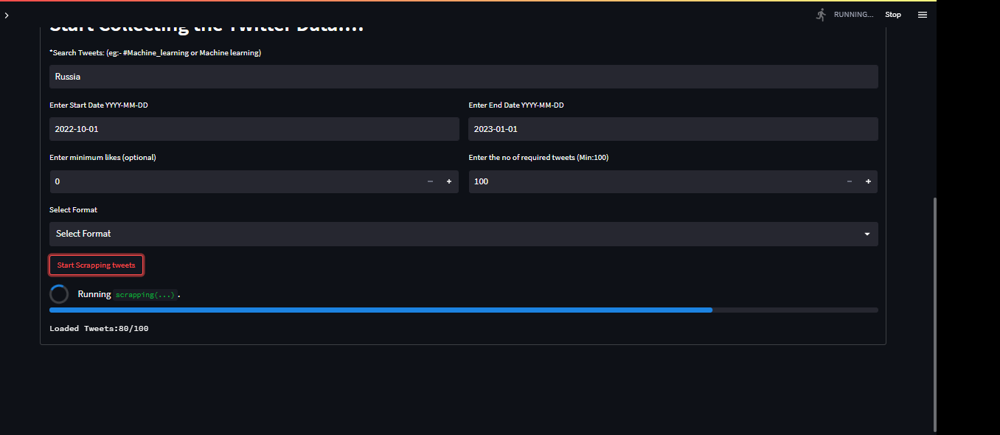 RUNNING... Stop
Start Collecting the Twitter Data!...
*Search Tweets: (eg:- #Machine_learning or Machine learning)
Russia
Enter Start Date YYYY-MM-DD
Enter End Date YYYY-MM-DD
2022-10-01
2023-01-01
Enter minimum likes (optional)
Enter the no of required tweets (Min:100)
0
100
Select Format
Select Format
Start Scrapping tweets
Running scrapping(...).
Loaded Tweets:80/100